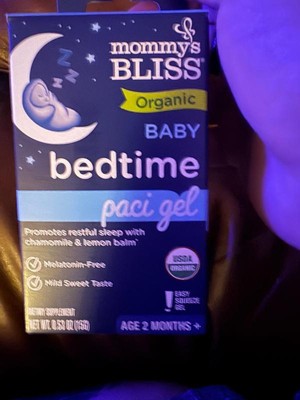 mommy's
BLISS®
Organic
BABY
bedtime
paci gel
Promotes restful sleep with
chamomile & lemon balm*
Melatonin-Free
Mild Sweet Taste
USDA
ORGANIC
EASY
SQUEEZE
GEL
DIETARY SUPPLEMENT
NET WT. 0.53 OZ (15G)
AGE 2 MONTHS +